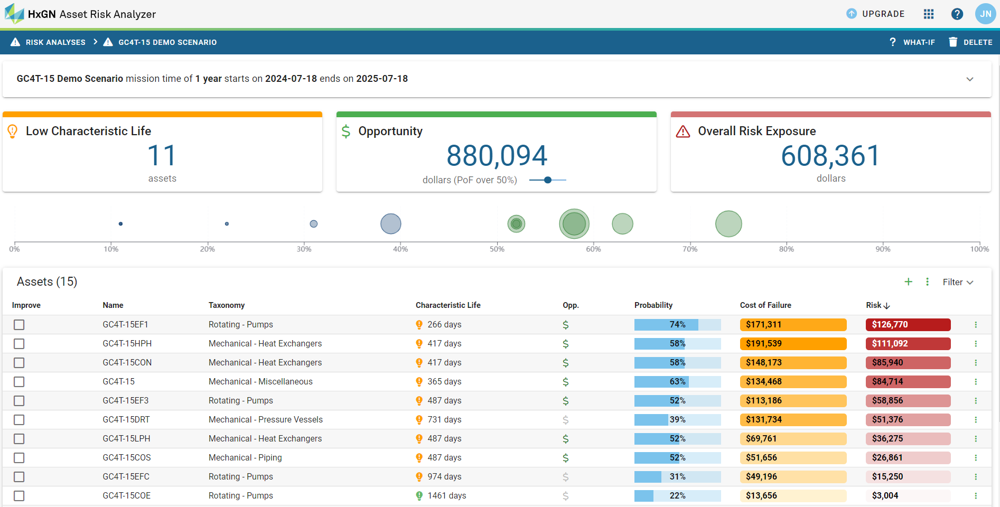 HxGN Asset Risk Analyzer
UPGRADE
JN
RISK ANALYSES
GC4T-15 DEMO SCENARIO
? WHAT-IF
DELETE
GC4T-15 Demo Scenario mission time of 1 year starts on 2024-07-18 ends on 2025-07-18
Low Characteristic Life
11
assets
$ Opportunity
880,094
dollars (PoF over 50%)
Overall Risk Exposure
608,361
dollars
0% 10% 20% 30% 40% 50% 60% 70% 80% 90% 100%
Assets (15)
+ Filter
Improve Name Taxonomy Characteristic Life Opp. Probability Cost of Failure Risk
GC4T-15EF1 Rotating - Pumps 266 days $ 74% $171,311 $126,770
GC4T-15HPH Mechanical - Heat Exchangers 417 days $ 58% $191,539 $111,092
GC4T-15CON Mechanical - Heat Exchangers 417 days $ 58% $148,173 $85,940
GC4T-15 Mechanical - Miscellaneous 365 days $ 63% $134,468 $84,714
GC4T-15EF3 Rotating - Pumps 487 days $ 52% $113,186 $58,856
GC4T-15DRT Mechanical - Pressure Vessels 731 days $ 39% $131,734 $51,376
GC4T-15LPH Mechanical - Heat Exchangers 487 days $ 52% $69,761 $36,275
GC4T-15COS Mechanical - Piping 487 days $ 52% $51,656 $26,861
GC4T-15EFC Rotating - Pumps 974 days $ 31% $49,196 $15,250
GC4T-15COE Rotating - Pumps 1461 days $ 22% $13,656 $3,004